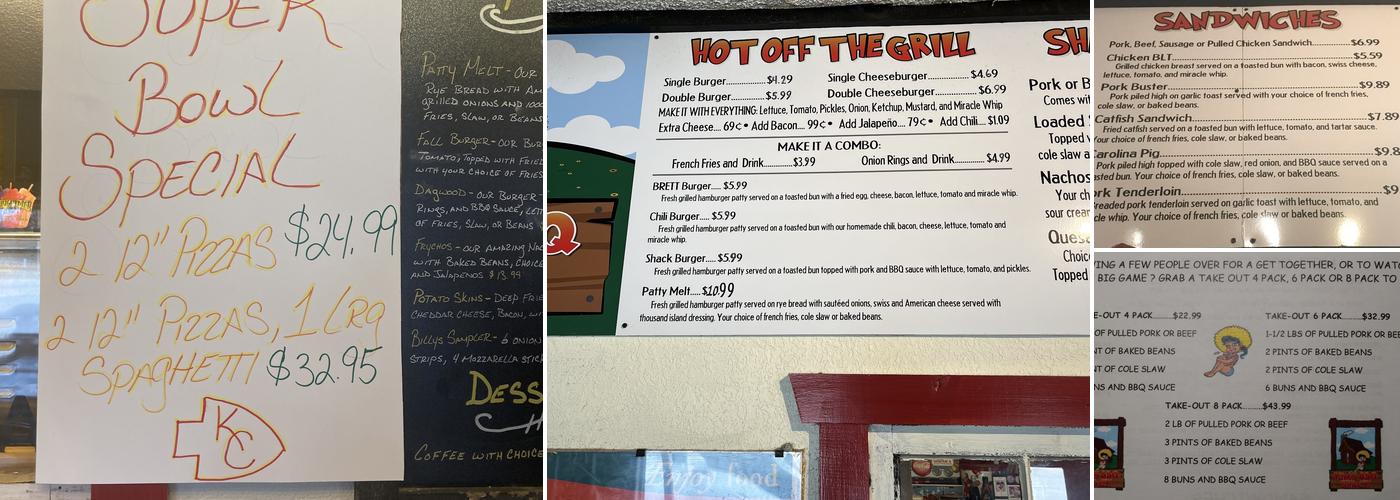 SUPER
BOWL
SPECIAL
2 12" PIZZAS $24.99
2 12" PIZZAS, 1 LRG
SPAGHETTI $32.95
KC
PATTY MELT - OUR
RYE BREAD WITH AM
GRILLED ONIONS AND 1000
FRIES, SLAW, OR BEANS
FALL BURGER - OUR BUR
TOMATO, TOPPED WITH FRIED
WITH YOUR CHOICE OF FRIES
DAGWOOD - OUR BURGER
RINGS, AND BBQ SAUCE, LETT
OF FRIES, SLAW, OR BEANS
FRYCHOS - OUR AMAZING NA
WITH BAKED BEANS, CHOICE
AND JALAPENOS $13.99
POTATO SKINS - DEEP FRIE
CHEDDAR CHEESE, BACON, W
BILLYS SAMPLER - 6 ONION
STRIPS, 4 MOZZARELLA STICK
DESS
COFFEE WITH CHOICE
HOT OFF THE GRILL
Single Burger............... $4.29 Single Cheeseburger............. $4.69
Double Burger............ $5.99 Double Cheeseburger........... $6.99
MAKE IT WITH EVERYTHING: Lettuce, Tomato, Pickles, Onion, Ketchup, Mustard, and Miracle Whip
Extra Cheese.... 69¢ • Add Bacon.... 99¢ • Add Jalapeño.... 79¢ • Add Chili.... $1.09
MAKE IT A COMBO:
French Fries and Drink.............$3.99 Onion Rings and Drink............$4.99
BRETT Burger.... $5.99
Fresh grilled hamburger patty served on a toasted bun with a fried egg, cheese, bacon, lettuce, tomato and miracle whip.
Chili Burger..... $5.99
Fresh grilled hamburger patty served on a toasted bun with our homemade chili, bacon, cheese, lettuce, tomato and
miracle whip.
Shack Burger.... $5.99
Fresh grilled hamburger patty served on a toasted bun topped with pork and BBQ sauce with lettuce, tomato, and pickles.
Patty Melt..... $10.99
Fresh grilled hamburger patty served on rye bread with sautéed onions, swiss and American cheese served with
thousand island dressing. Your choice of french fries, cole slaw, or baked beans.
SH
Pork or B
Comes wit
Loaded
Topped
cole slaw a
Nachos
Your ch
sour crear
Ques
Choic
Topped
Q
Enjoy food
SANDWICHES
Pork, Beef, Sausage or Pulled Chicken Sandwich...............$6.99
Chicken BLT...............$5.59
Grilled chicken breast served on a toasted bun with bacon, swiss cheese,
lettuce, tomato, and miracle whip.
Pork Buster...............$9.89
Pork piled high on garlic toast served with your choice of french fries,
cole slaw, or baked beans.
Catfish Sandwich...............$7.89
Fried catfish served on a toasted bun with lettuce, tomato, and tartar sauce.
Your choice of french fries, cole slaw, or baked beans.
arolina Pig...............$9.8
Pork piled high topped with cole slaw, red onion, and BBQ sauce served on a
asted bun. Your choice of french fries, cole slaw, or baked beans.
rk Tenderloin...............$9
Breaded pork tenderloin served on garlic toast with lettuce, tomato, and
cle whip. Your choice of french fries, cole slaw or baked beans.
VING A FEW PEOPLE OVER FOR A GET TOGETHER, OR TO WATC
BIG GAME ? GRAB A TAKE OUT 4 PACK, 6 PACK OR 8 PACK TO
E-OUT 4 PACK......$22.99 TAKE-OUT 6 PACK......$32.99
OF PULLED PORK OR BEEF 1-1/2 LBS OF PULLED PORK OR BEE
NT OF BAKED BEANS 2 PINTS OF BAKED BEANS
NT OF COLE SLAW 2 PINTS OF COLE SLAW
NS AND BBQ SAUCE 6 BUNS AND BBQ SAUCE
TAKE-OUT 8 PACK......$43.99
2 LB OF PULLED PORK OR BEEF
3 PINTS OF BAKED BEANS
3 PINTS OF COLE SLAW
8 BUNS AND BBQ SAUCE